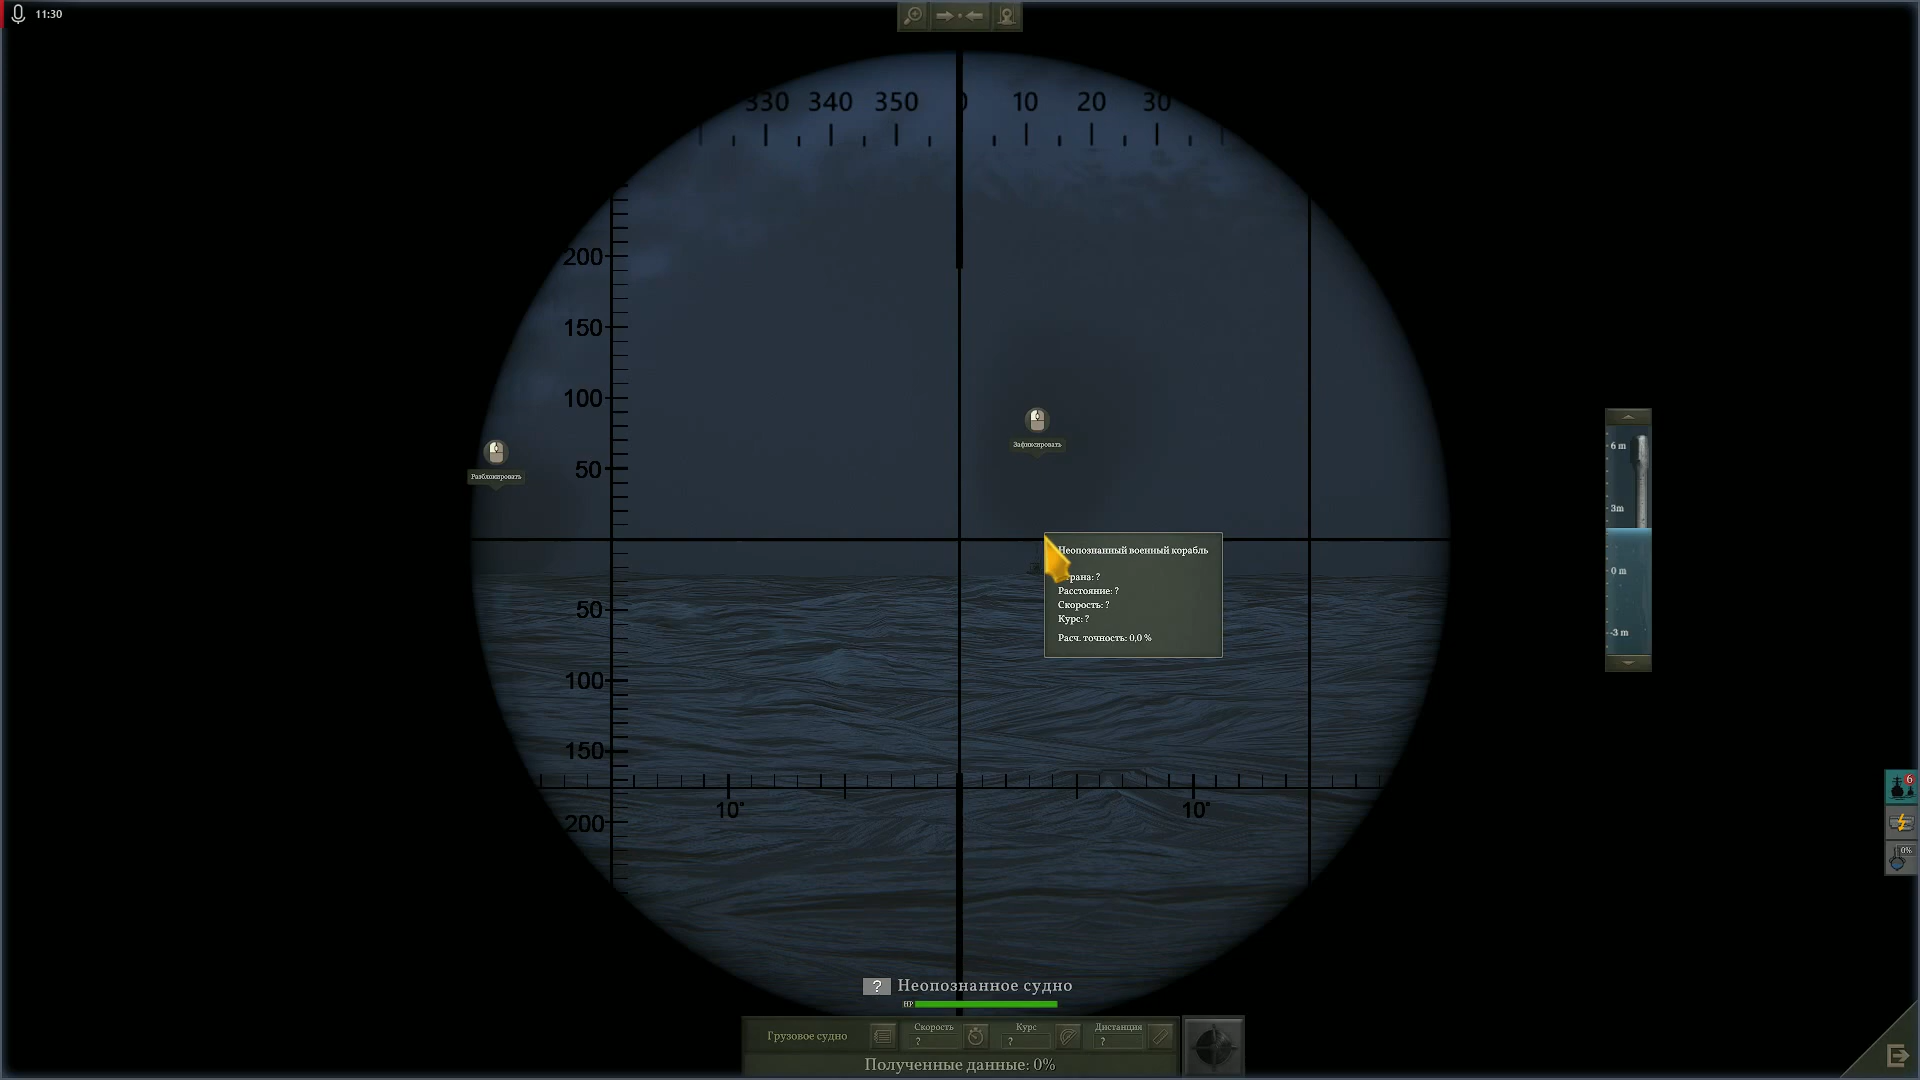 11:30
330 340 350 0 10 20 30
200
150
100
50
50
100
150
200
Зафиксировать
Разблокировать
Неопознанный военный корабль
Расстояние: ?
Скорость: ?
Курс: ?
Расч. точность: 0,0 %
6 m
3m
0 m
-3 m
10°
10°
6
0%
? Неопознанное судно
HP
Грузовое судно
Скорость
?
Курс
?
Дистанция
?
Полученные данные: 0%